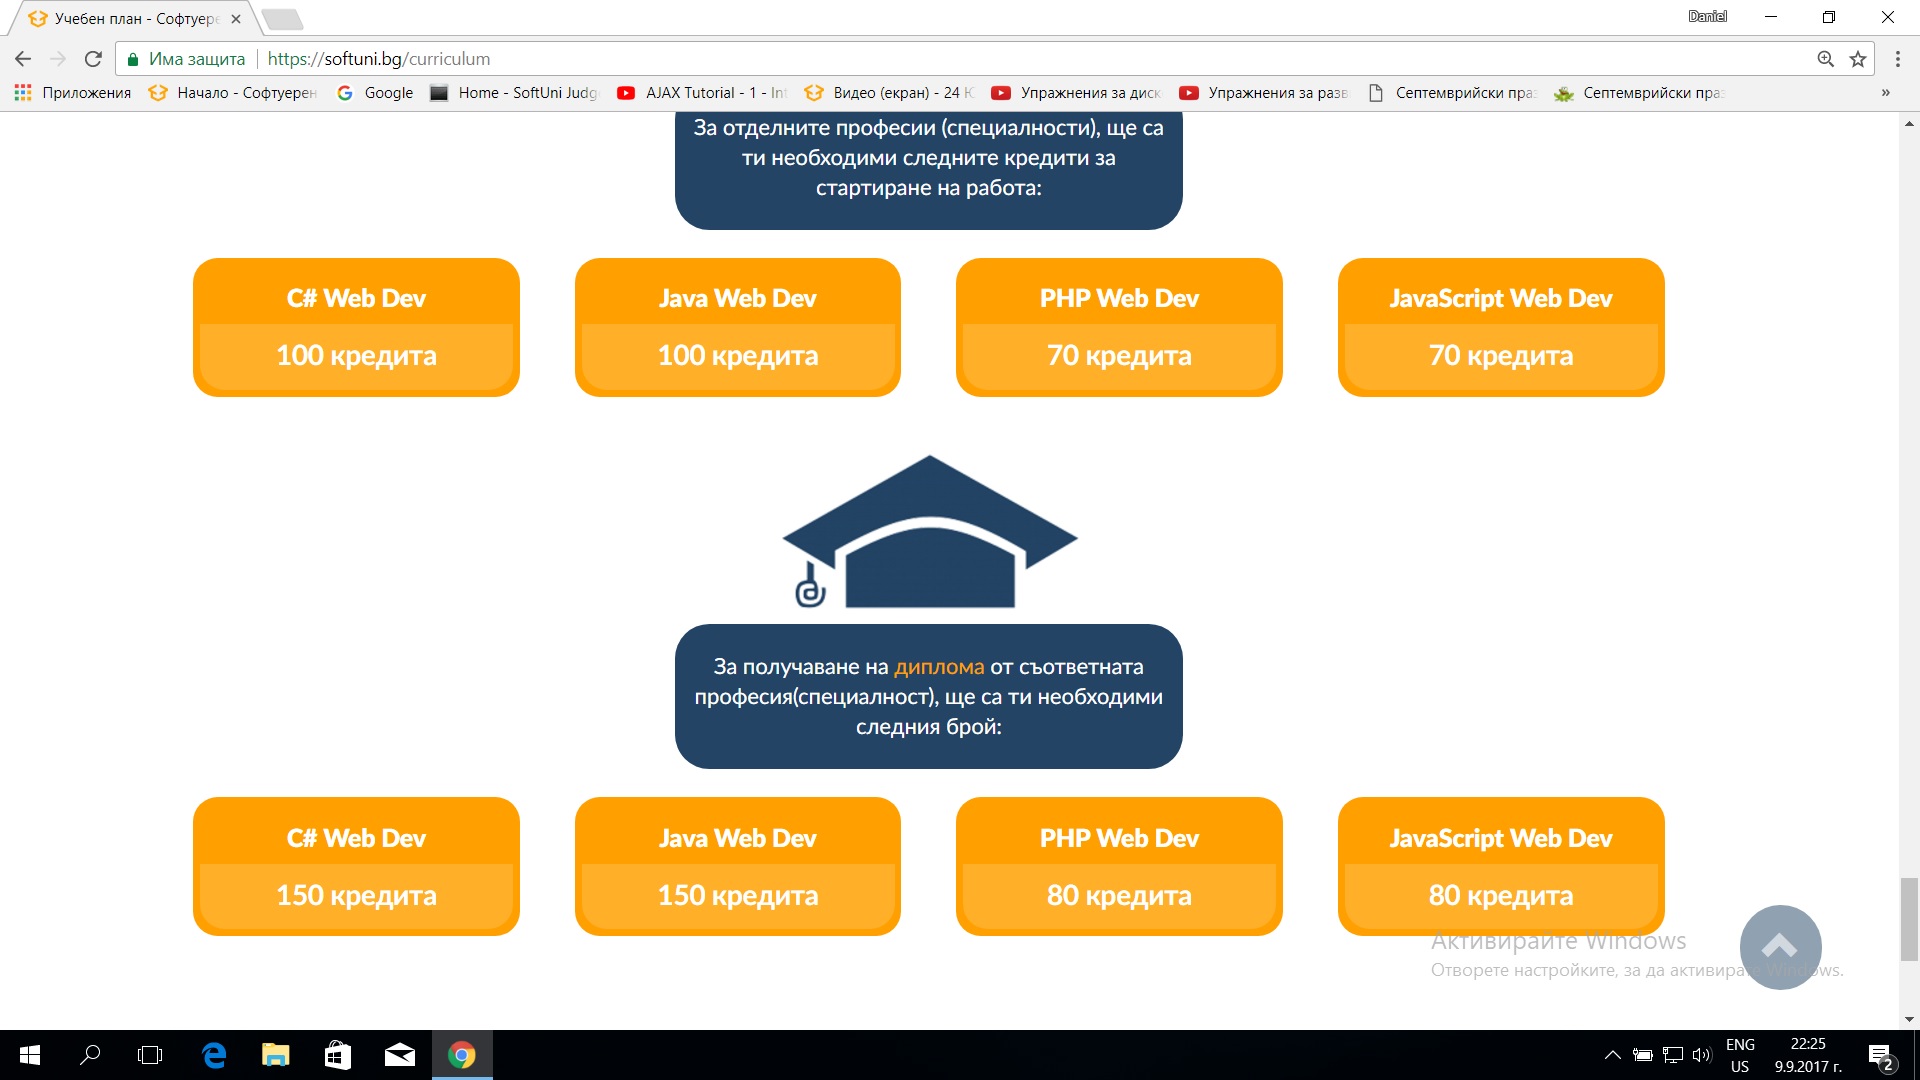 Учебен план - Софтуере
Daniel
Има защита https://softuni.bg/curriculum
Приложения Начало - Софтуерен Google Home - SoftUni Judg AJAX Tutorial - 1 - Int Видео (екран) - 24 Ю Упражнения за диск Упражнения за разв Септемврийски праз Септемврийски праз »
За отделните професии (специалности), ще са
ти необходими следните кредити за
стартиране на работа:
C# Web Dev Java Web Dev PHP Web Dev JavaScript Web Dev
100 кредита 100 кредита 70 кредита 70 кредита
За получаване на диплома от съответната
професия(специалност), ще са ти необходими
следния брой:
C# Web Dev Java Web Dev PHP Web Dev JavaScript Web Dev
150 кредита 150 кредита 80 кредита 80 кредита
Активирайте Windows
Отворете настройките, за да активирате Windows.
ENG 22:25
US 9.9.2017 г. 2